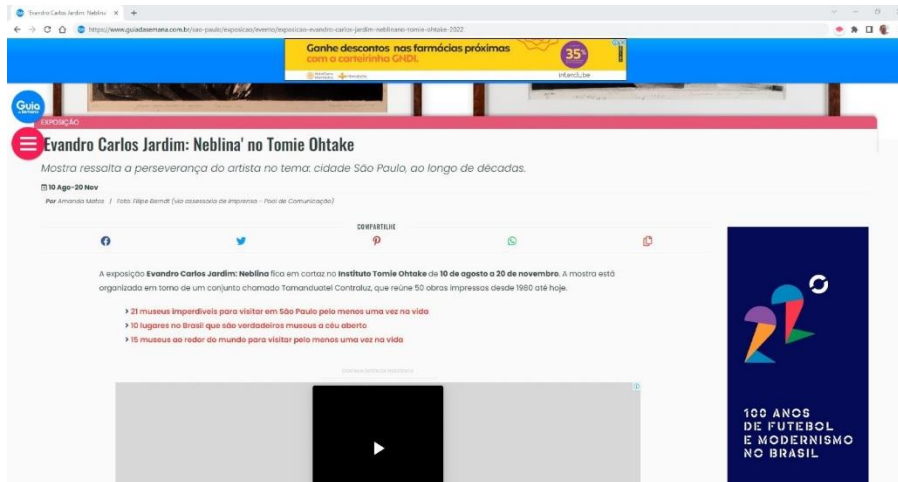 https://www.guiadasemana.com.br/sao-paulo/exposicao/evento/exposicao-evandro-carlos-jardim-neblinano-tomie-ohtake-2022
Ganhe descontos nas farmácias próximas
com a carteirinha GNDI.
35%
interclube
Guia
EXPOSIÇÃO
'Evandro Carlos Jardim: Neblina' no Tomie Ohtake
Mostra ressalta a perseverança do artista no tema: cidade São Paulo, ao longo de décadas.
10 Ago-20 Nov
Por Amanda Matos / Foto: Filipe Berndt (via assessoria de imprensa - Pool de Comunicação)
COMPARTILHE
A exposição Evandro Carlos Jardim: Neblina fica em cartaz no Instituto Tomie Ohtake de 10 de agosto a 20 de novembro. A mostra está
organizado em torno de um conjunto chamado Tamanduateí Contraluz, que reúne 50 obras impressas desde 1980 até hoje.
> 21 museus imperdíveis para visitar em São Paulo pelo menos uma vez na vida
> 10 lugares no Brasil que são verdadeiros museus a céu aberto
> 15 museus ao redor do mundo para visitar pelo menos uma vez na vida
100 ANOS
DE FUTEBOL
E MODERNISMO
NO BRASIL